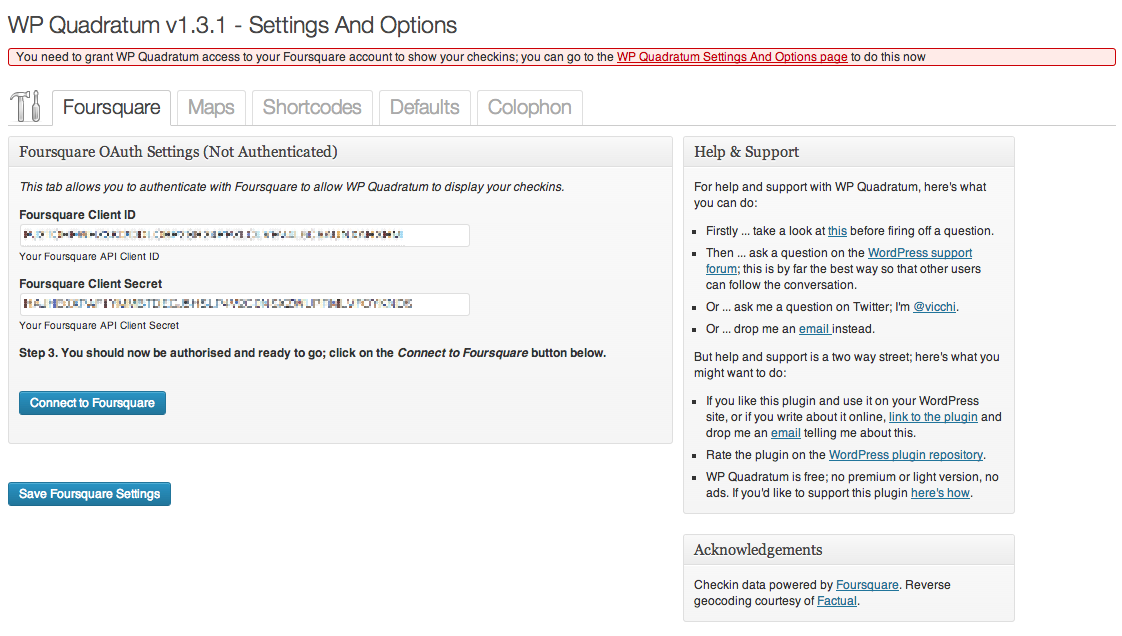 WP Quadratum v1.3.1 - Settings And Options
You need to grant WP Quadratum access to your Foursquare account to show your checkins; you can go to the WP Quadratum Settings And Options page to do this now
Foursquare
Maps
Shortcodes
Defaults
Colophon
Foursquare OAuth Settings (Not Authenticated)
This tab allows you to authenticate with Foursquare to allow WP Quadratum to display your checkins.
Foursquare Client ID
Your Foursquare API Client ID
Foursquare Client Secret
Your Foursquare API Client Secret
Step 3. You should now be authorised and ready to go; click on the Connect to Foursquare button below.
Connect to Foursquare
Save Foursquare Settings
Help & Support
For help and support with WP Quadratum, here's what
you can do:
Firstly ... take a look at this before firing off a question.
Then ... ask a question on the WordPress support
forum; this is by far the best way so that other users
can follow the conversation.
Or ... ask me a question on Twitter; I'm @vicchi.
Or ... drop me an email instead.
But help and support is a two way street; here's what you
might want to do:
If you like this plugin and use it on your WordPress
site, or if you write about it online, link to the plugin and
drop me an email telling me about this.
Rate the plugin on the WordPress plugin repository.
WP Quadratum is free; no premium or light version, no
ads. If you'd like to support this plugin here's how.
Acknowledgements
Checkin data powered by Foursquare. Reverse
geocoding courtesy of Factual.